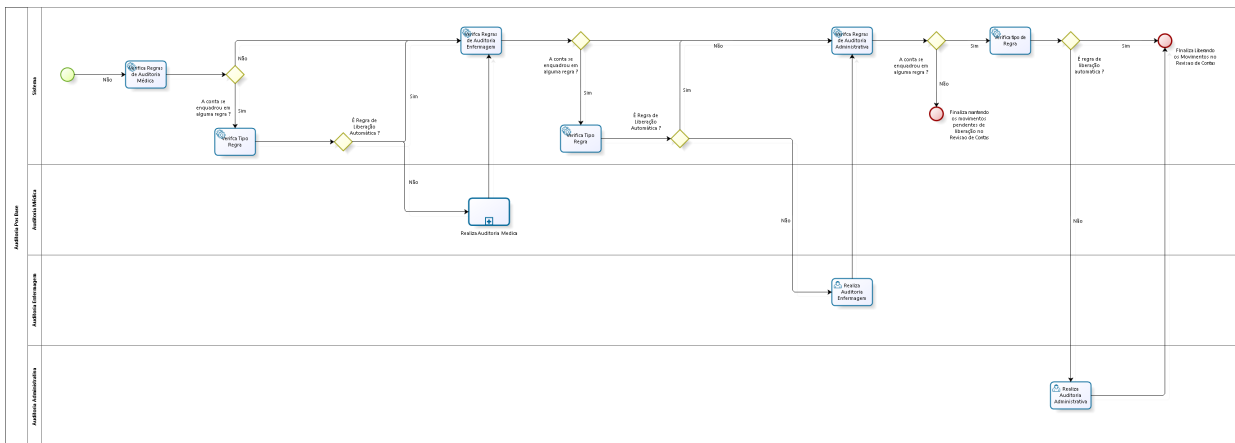 Auditoria Pos Base
Sistema
Auditoria Médica
Auditoria Enfermagem
Auditoria Administrativa
Não
Verifica Regras
de Auditoria
Médica
A conta se
enquadrou em
alguma regra ?
Não
Sim
Verifica Tipo
Regra
É Regra de
Liberação
Automática ?
Sim
Não
Realiza Auditoria Medica
Verifica Regras
de Auditoria
Enfermagem
A conta se
enquadrou em
alguma regra ?
Sim
Verifica Tipo
Regra
É Regra de
Liberação
Automática ?
Sim
Não
Não
Realiza
Auditoria
Enfermagem
Verifica Regras
de Auditoria
Administrativa
A conta se
enquadrou em
alguma regra ?
Sim
Não
Finaliza mantendo
os movimentos
pendentes de
liberação no
Revisao de Contas
Verifica tipo de
Regra
É regra de
liberação
automática ?
Sim
Não
Realiza
Auditoria
Administrativa
Finaliza Liberando
os Movimentos no
Revisao de Contas